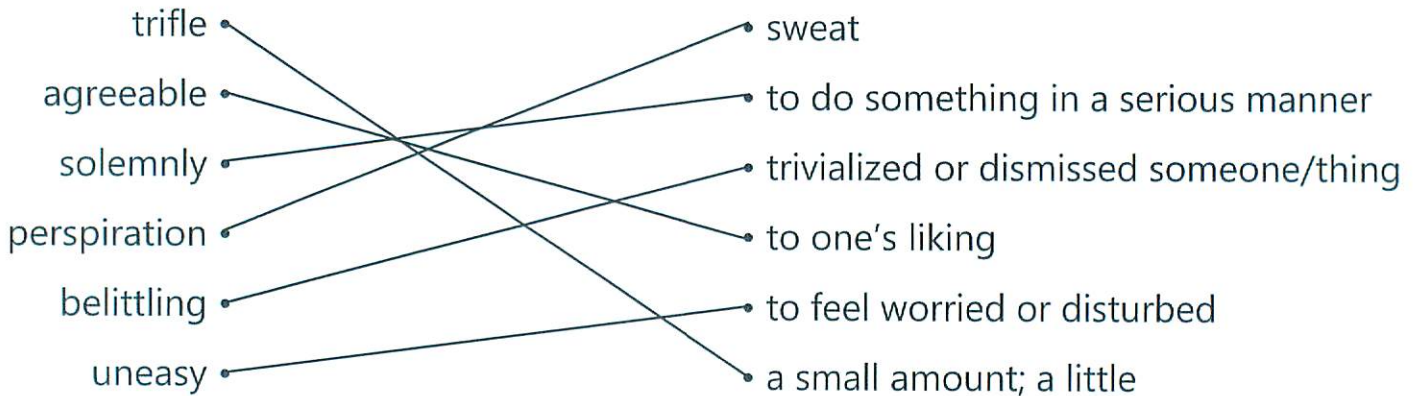 trifle
sweat
agreeable
to do something in a serious manner
solemnly
trivialized or dismissed someone/thing
perspiration
to one's liking
belittling
to feel worried or disturbed
uneasy
a small amount; a little